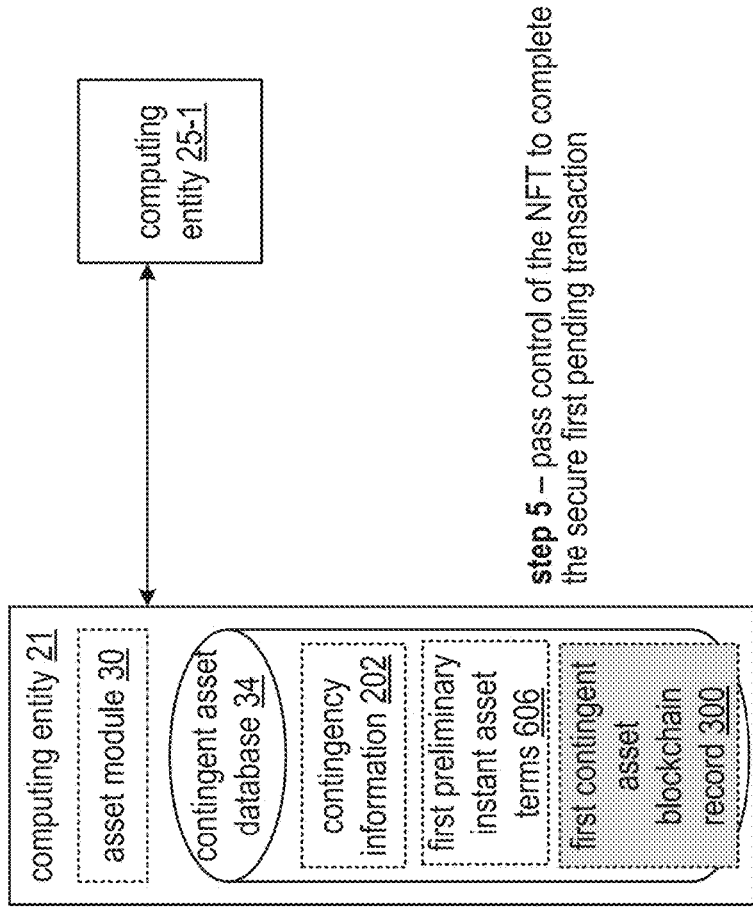 computing entity 21
asset module 30
contingent asset
database 34
contingency
information 202
first preliminary
instant asset
terms 606
first contingent
asset
blockchain
record 300
computing
entity 25-1
step 5 – pass control of the NFT to complete
the secure first pending transaction